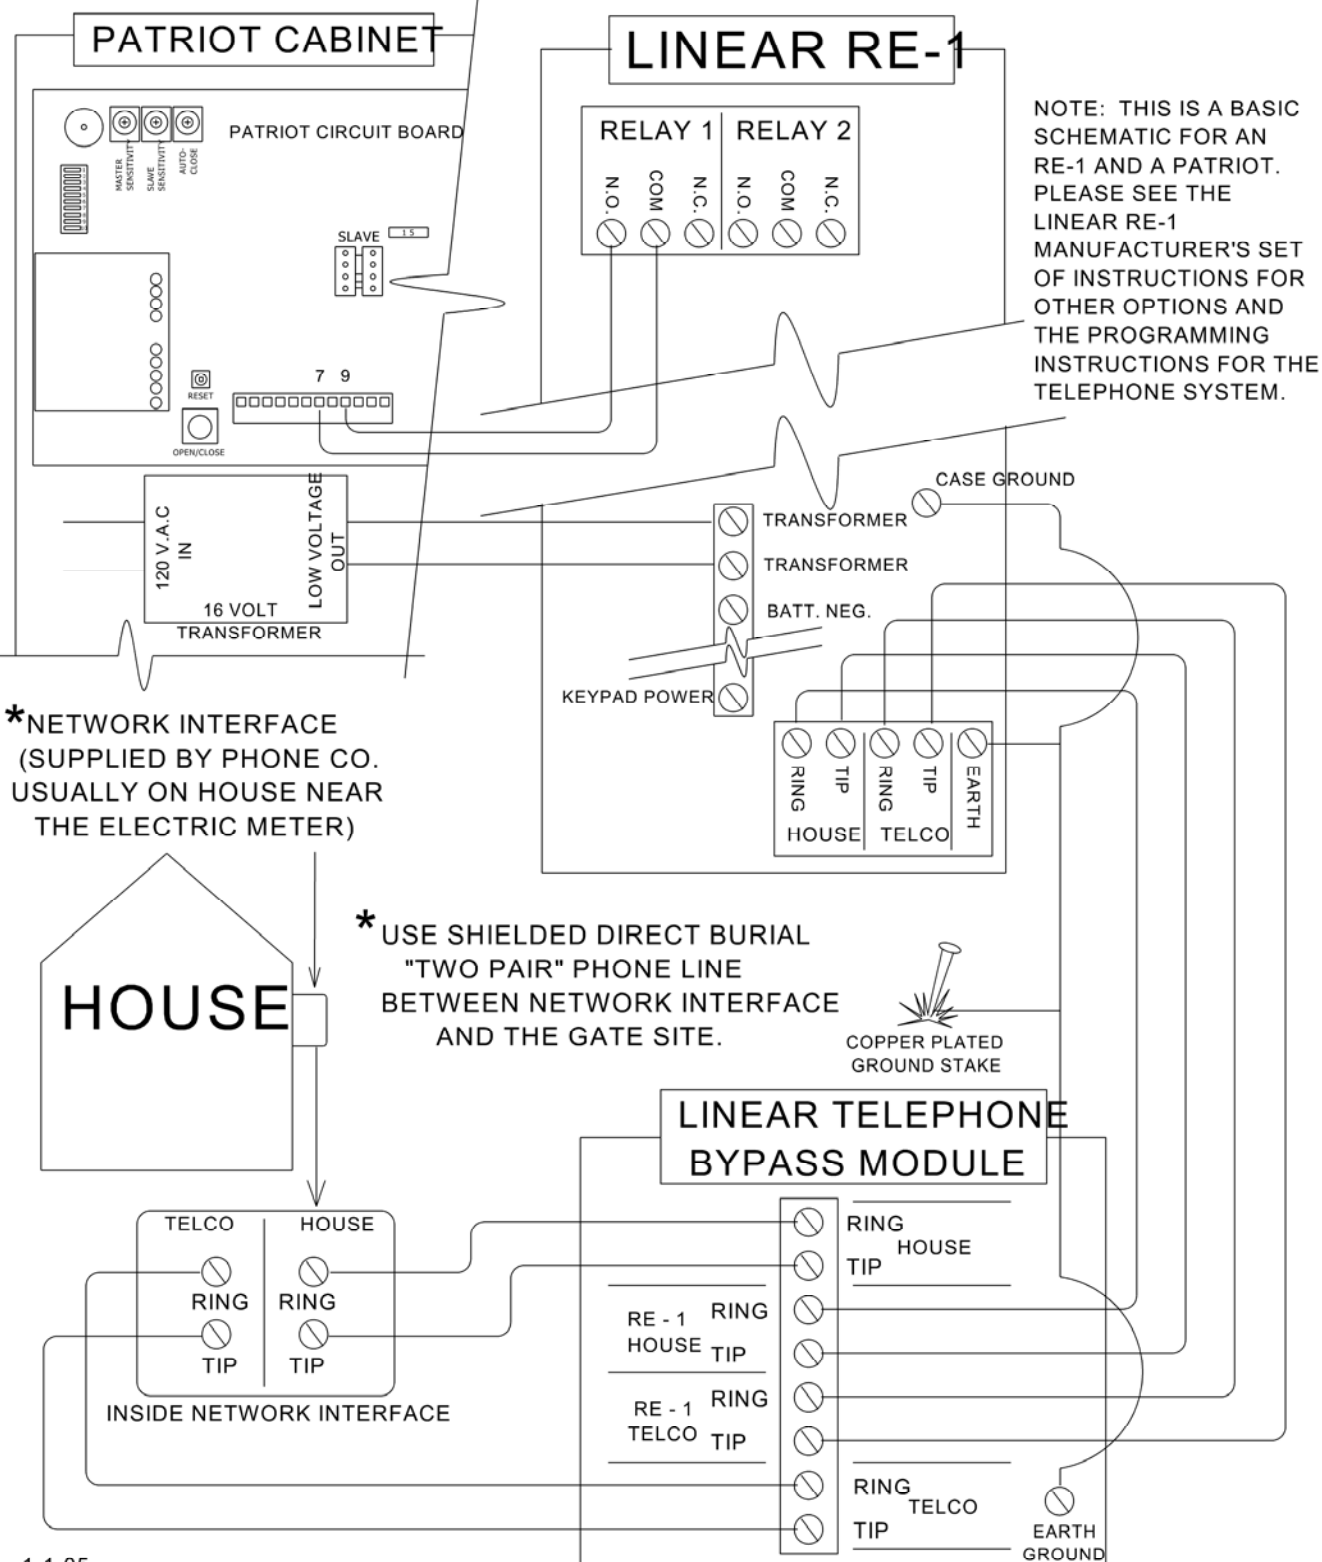 PATRIOT CABINET
LINEAR RE-1
PATRIOT CIRCUIT BOARD
MASTER
SENSITIVITY
SLAVE
SENSITIVITY
AUTO-
CLOSE
SLAVE
1 5
RESET
OPEN/CLOSE
7 9
RELAY 1
RELAY 2
N.O.
COM
N.C.
N.O.
COM
N.C.
NOTE: THIS IS A BASIC
SCHEMATIC FOR AN
RE-1 AND A PATRIOT.
PLEASE SEE THE
LINEAR RE-1
MANUFACTURER'S SET
OF INSTRUCTIONS FOR
OTHER OPTIONS AND
THE PROGRAMMING
INSTRUCTIONS FOR THE
TELEPHONE SYSTEM.
120 V.A.C
IN
LOW VOLTAGE
OUT
16 VOLT
TRANSFORMER
CASE GROUND
TRANSFORMER
TRANSFORMER
BATT. NEG.
KEYPAD POWER
RING
TIP
RING
TIP
EARTH
HOUSE
TELCO
*NETWORK INTERFACE
(SUPPLIED BY PHONE CO.
USUALLY ON HOUSE NEAR
THE ELECTRIC METER)
HOUSE
*USE SHIELDED DIRECT BURIAL
"TWO PAIR" PHONE LINE
BETWEEN NETWORK INTERFACE
AND THE GATE SITE.
COPPER PLATED
GROUND STAKE
LINEAR TELEPHONE
BYPASS MODULE
TELCO
HOUSE
RING
RING
TIP
TIP
INSIDE NETWORK INTERFACE
RING
HOUSE
TIP
RE - 1
HOUSE
RING
TIP
RE - 1
TELCO
RING
TIP
RING
TELCO
TIP
EARTH
GROUND